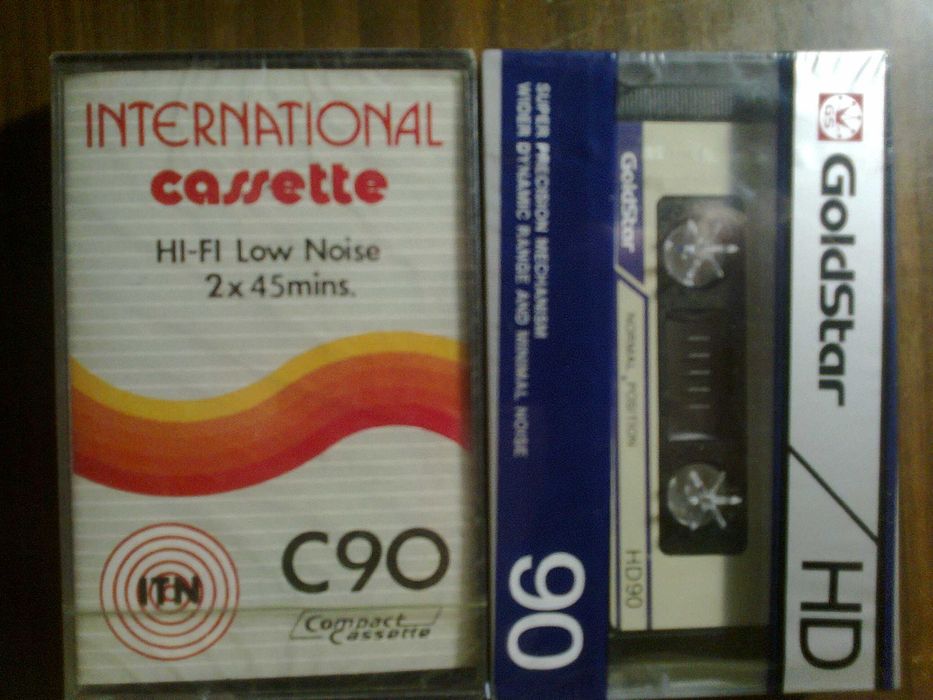 INTERNATIONAL
cassette
HI-FI Low Noise
2x45mins.
ITN
C90
Compact
Cassette
GS
GoldStar
HD
GoldStar
NORMAL POSITION
HD90
SUPER PRECISION MECHANISM
WIDER DYNAMIC RANGE AND MINIMAL NOISE
90